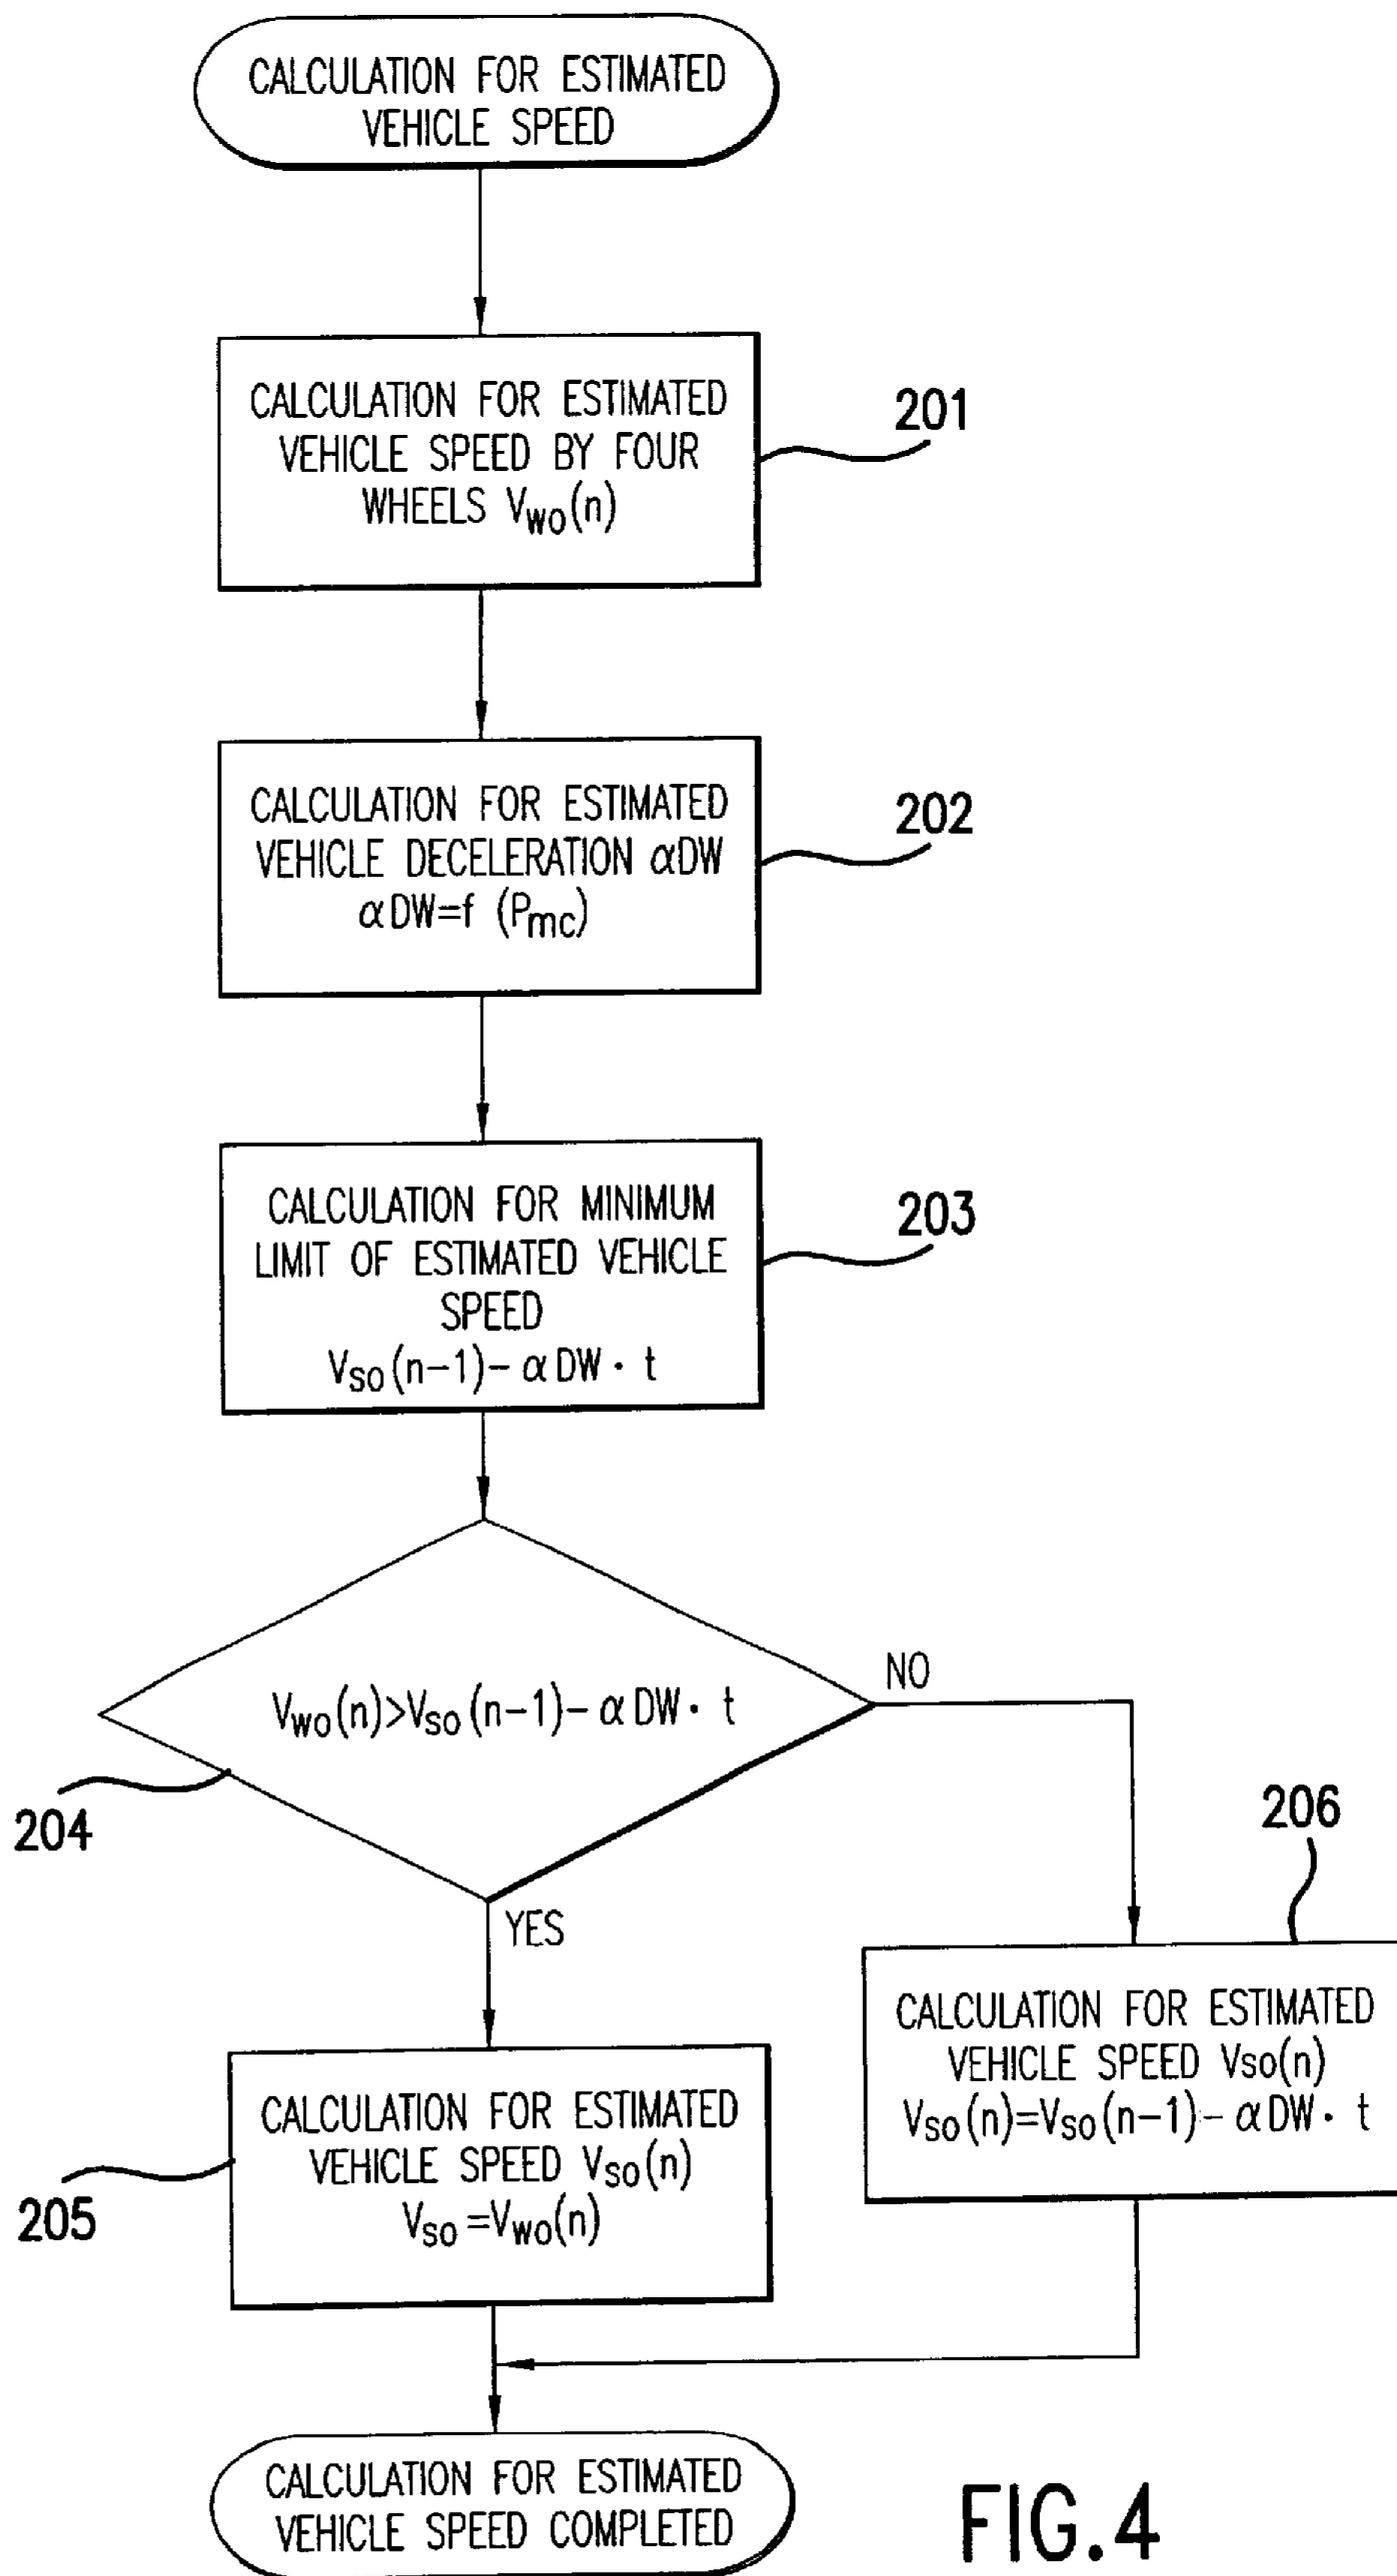 CALCULATION FOR ESTIMATED
VEHICLE SPEED
CALCULATION FOR ESTIMATED
VEHICLE SPEED BY FOUR
WHEELS Vwo(n)
201
CALCULATION FOR ESTIMATED
VEHICLE DECELERATION αDW
αDW=f (Pmc)
202
CALCULATION FOR MINIMUM
LIMIT OF ESTIMATED VEHICLE
SPEED
Vso(n-1)-αDW· t
203
Vwo(n)>Vso(n-1)-αDW· t
NO
204
YES
206
CALCULATION FOR ESTIMATED
VEHICLE SPEED Vso(n)
Vso(n)=Vso(n-1)-αDW· t
CALCULATION FOR ESTIMATED
VEHICLE SPEED Vso(n)
Vso=Vwo(n)
205
CALCULATION FOR ESTIMATED
VEHICLE SPEED COMPLETED
FIG.4